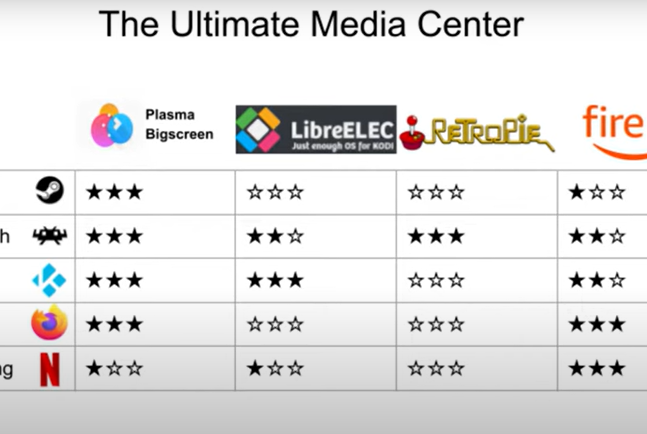 The Ultimate Media Center
Plasma
Bigscreen
LibreELEC
Just enough OS for KODI
RetroPie
fire
★★★ ☆☆☆ ☆☆☆ ★☆☆
h ★★★ ★★☆ ★★★ ★★☆
★★★ ★★★ ☆☆☆ ★★☆
★★★ ☆☆☆ ☆☆☆ ★★★
ng N ★☆☆ ★☆☆ ☆☆☆ ★★★